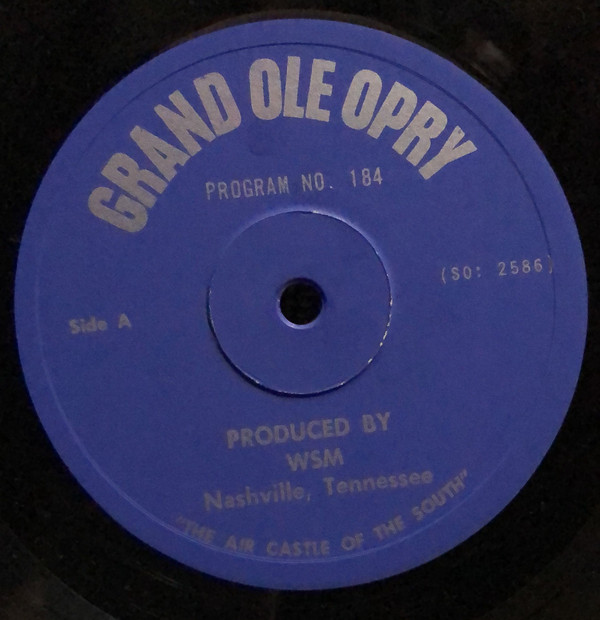 GRAND OLE OPRY
PROGRAM NO. 184
(SO: 2586)
Side A
PRODUCED BY
WSM
Nashville, Tennessee
"THE AIR CASTLE OF THE SOUTH"